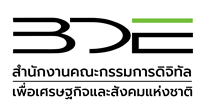 BDE
สำนักงานคณะกรรมการดิจิทัล
เพื่อเศรษฐกิจและสังคมแห่งชาติ